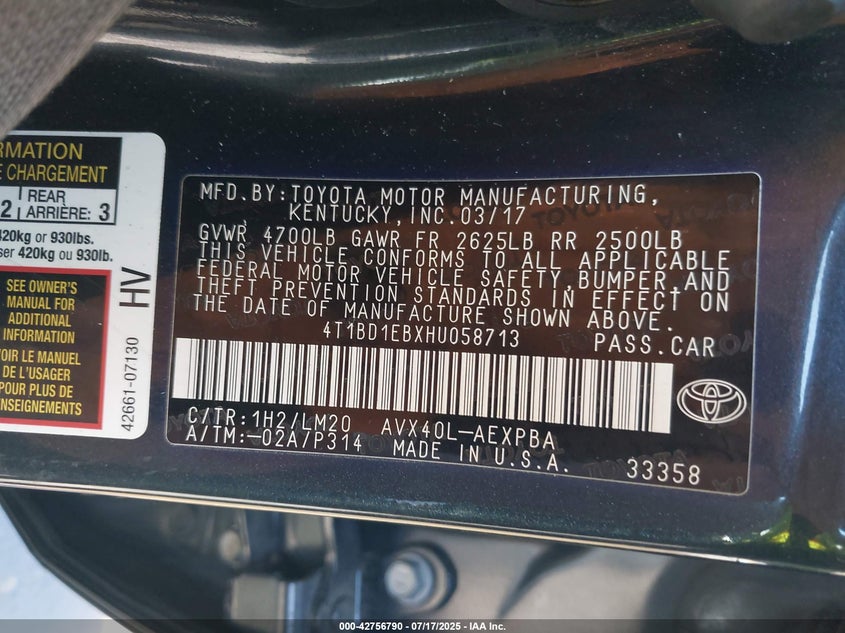 RMATION
E CHARGEMENT
2 REAR ARRIÈRE: 3
420kg or 930lbs.
ser 420kg ou 930lb.
SEE OWNER'S
MANUAL FOR
ADDITIONAL
INFORMATION
VOIR LE MANUEL
DE L'USAGER
POUR PLUS DE
RENSEIGNEMENTS
HV
42661-07130
MFD.BY:TOYOTA MOTOR MANUFACTURING,
KENTUCKY,INC.03/17
GVWR 4700LB GAWR FR 2625LB RR 2500LB
THIS VEHICLE CONFORMS TO ALL APPLICABLE
FEDERAL MOTOR VEHICLE SAFETY,BUMPER,AND
THEFT PREVENTION STANDARDS IN EFFECT ON
THE DATE OF MANUFACTURE SHOWN ABOVE.
4T1BD1EBXHU058713 PASS.CAR
C/TR:1H2/LM20 AVX40L-AEXPBA
A/TM:-02A/P314 MADE IN U.S.A. 33358
000-42756790 - 07/17/2025 - IAA Inc.